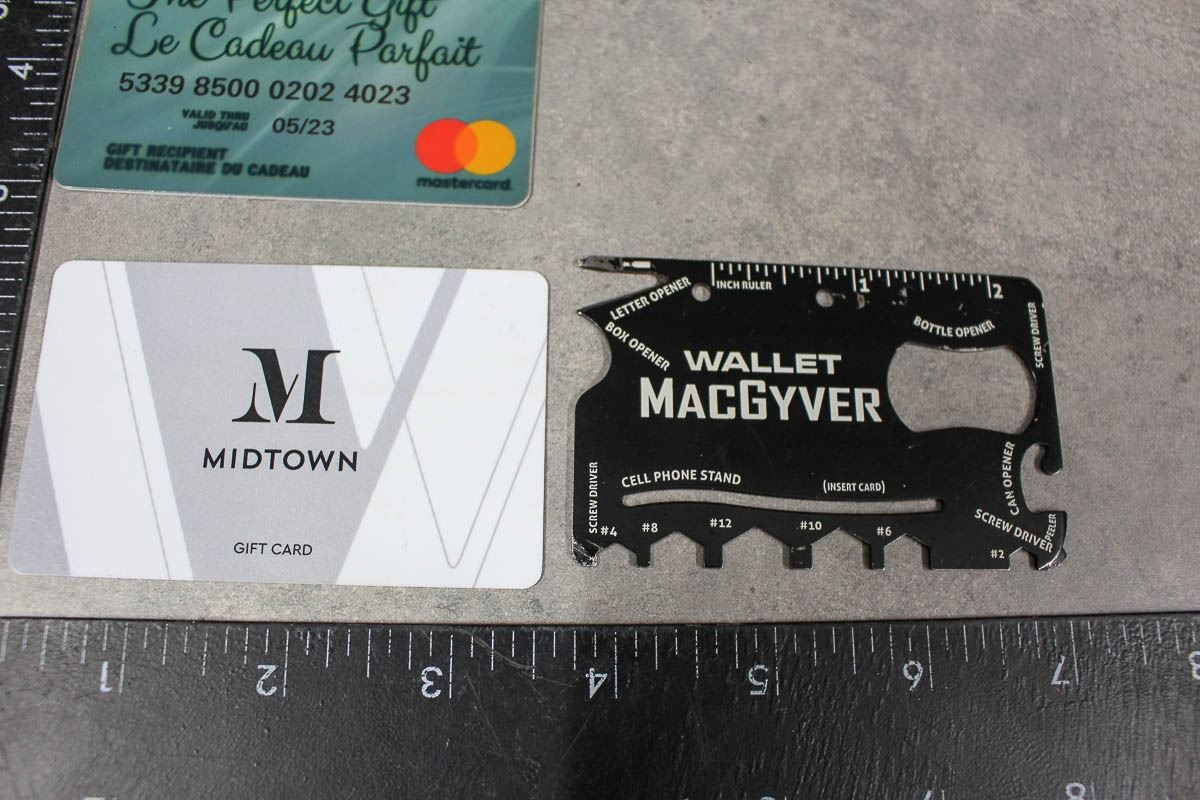 The Perfect Gift
Le Cadeau Parfait
5339 8500 0202 4023
VALID THRU
JUSQU'AU
05/23
GIFT RECIPIENT
DESTINATAIRE DU CADEAU
mastercard.
M
MIDTOWN
GIFT CARD
LETTER OPENER
INCH RULER
1
2
BOX OPENER
BOTTLE OPENER
SCREW DRIVER
WALLET
MACGYVER
CELL PHONE STAND
(INSERT CARD)
CAN OPENER
SCREW DRIVER
SCREW DRIVER
PEELER
#4
#8
#12
#10
#6
#2
4
1
2
3
4
5
6
7
8
8